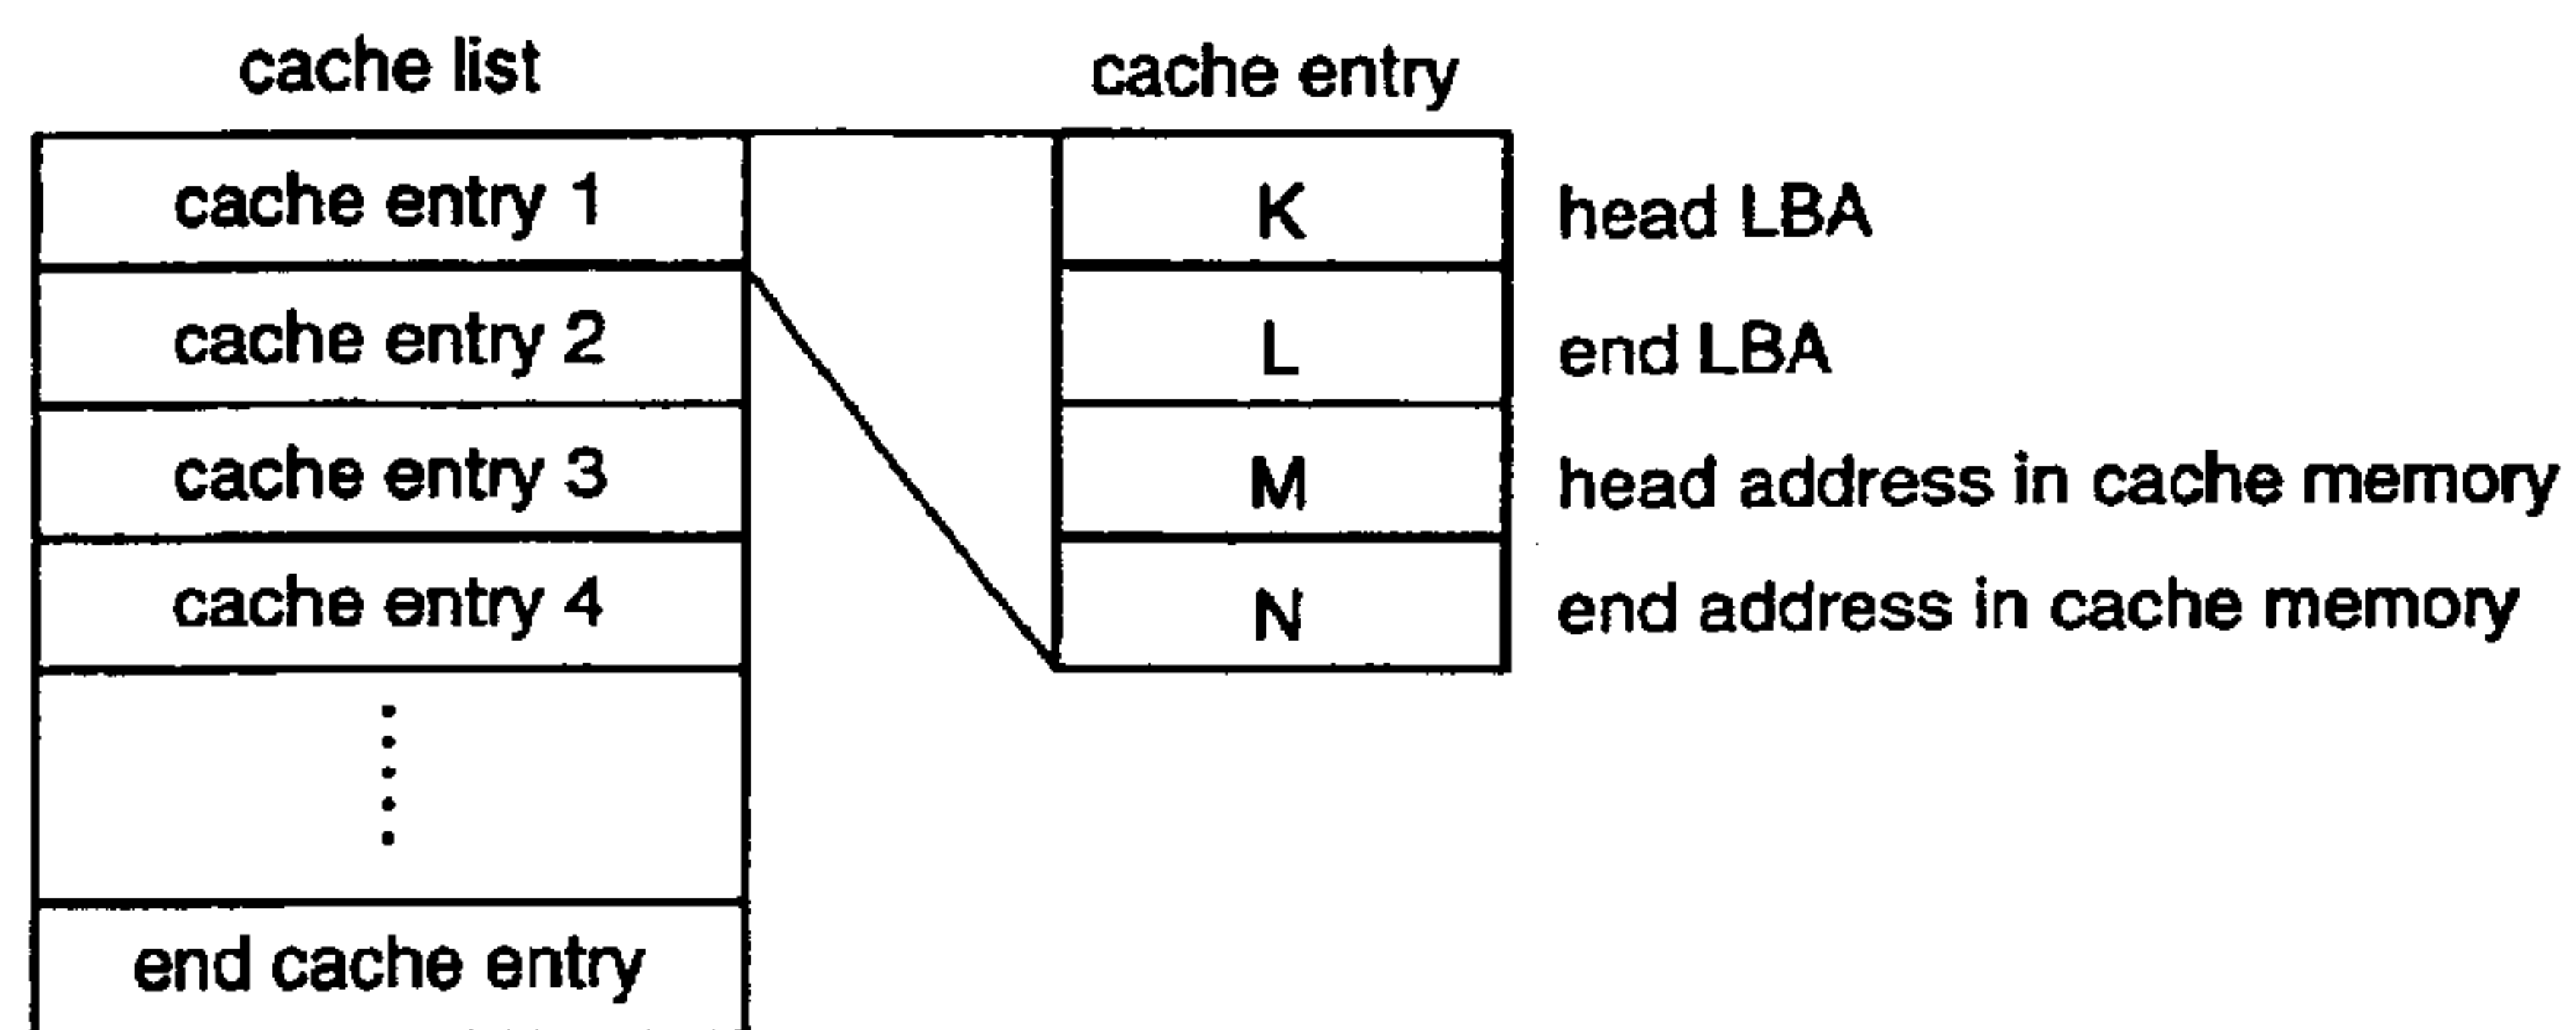 cache list
cache entry 1
cache entry 2
cache entry 3
cache entry 4
end cache entry
cache entry
K head LBA
L end LBA
M head address in cache memory
N end address in cache memory